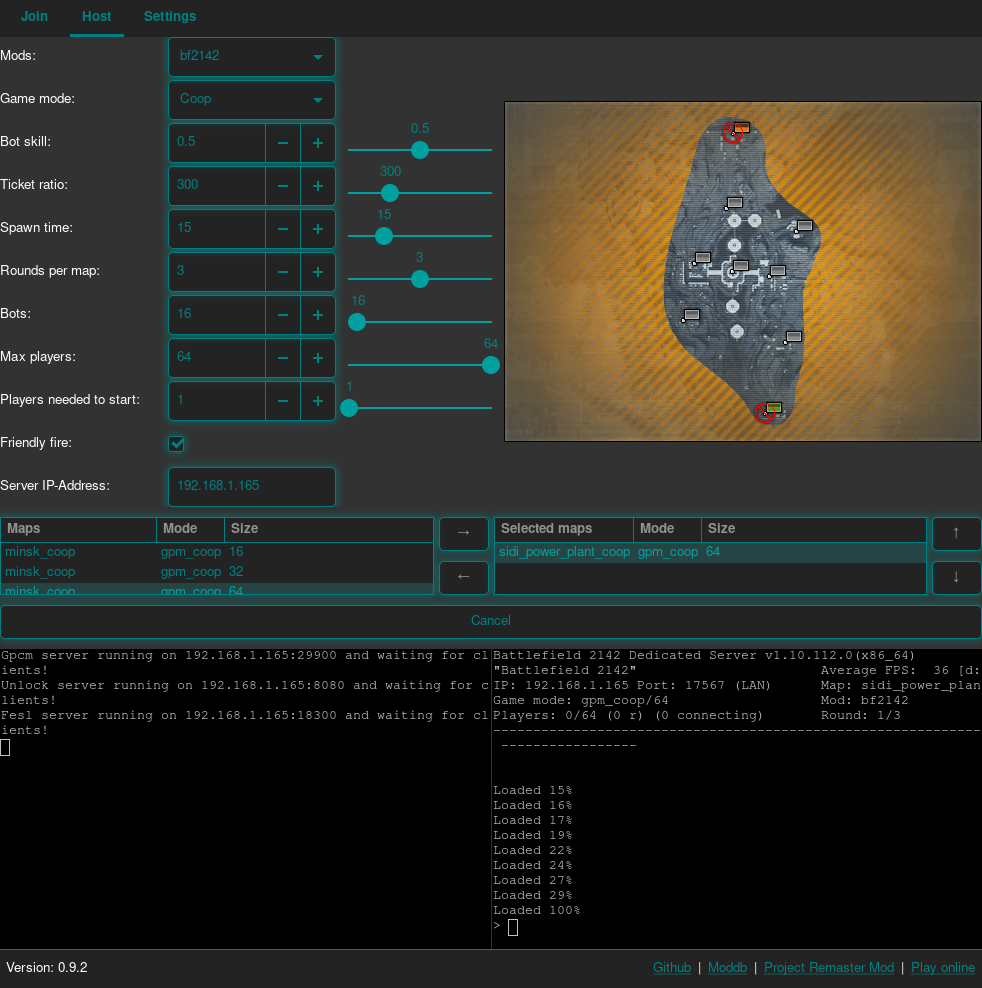 Join Host Settings
Mods: bf2142
Game mode: Coop
Bot skill: 0.5 − + 0.5
Ticket ratio: 300 − + 300
Spawn time: 15 − + 15
Rounds per map: 3 − + 3
Bots: 16 − + 16
Max players: 64 − + 64
Players needed to start: 1 − + 1
Friendly fire:
Server IP-Address: 192.168.1.165
Maps Mode Size
minsk_coop gpm_coop 16
minsk_coop gpm_coop 32
minsk_coop gpm_coop 64
→
←
Selected maps Mode Size
sidi_power_plant_coop gpm_coop 64
↑
↓
Cancel
Gpcm server running on 192.168.1.165:29900 and waiting for cl
ients!
Unlock server running on 192.168.1.165:8080 and waiting for c
lients!
Fesl server running on 192.168.1.165:18300 and waiting for cl
ients!
Battlefield 2142 Dedicated Server v1.10.112.0(x86_64)
"Battlefield 2142" Average FPS: 36 [d:
IP: 192.168.1.165 Port: 17567 (LAN) Map: sidi_power_plan
Game mode: gpm_coop/64 Mod: bf2142
Players: 0/64 (0 r) (0 connecting) Round: 1/3
-------------------------------------------------------------
-----------------
Loaded 15%
Loaded 16%
Loaded 17%
Loaded 19%
Loaded 22%
Loaded 24%
Loaded 27%
Loaded 29%
Loaded 100%
>
Version: 0.9.2 Github | Moddb | Project Remaster Mod | Play online